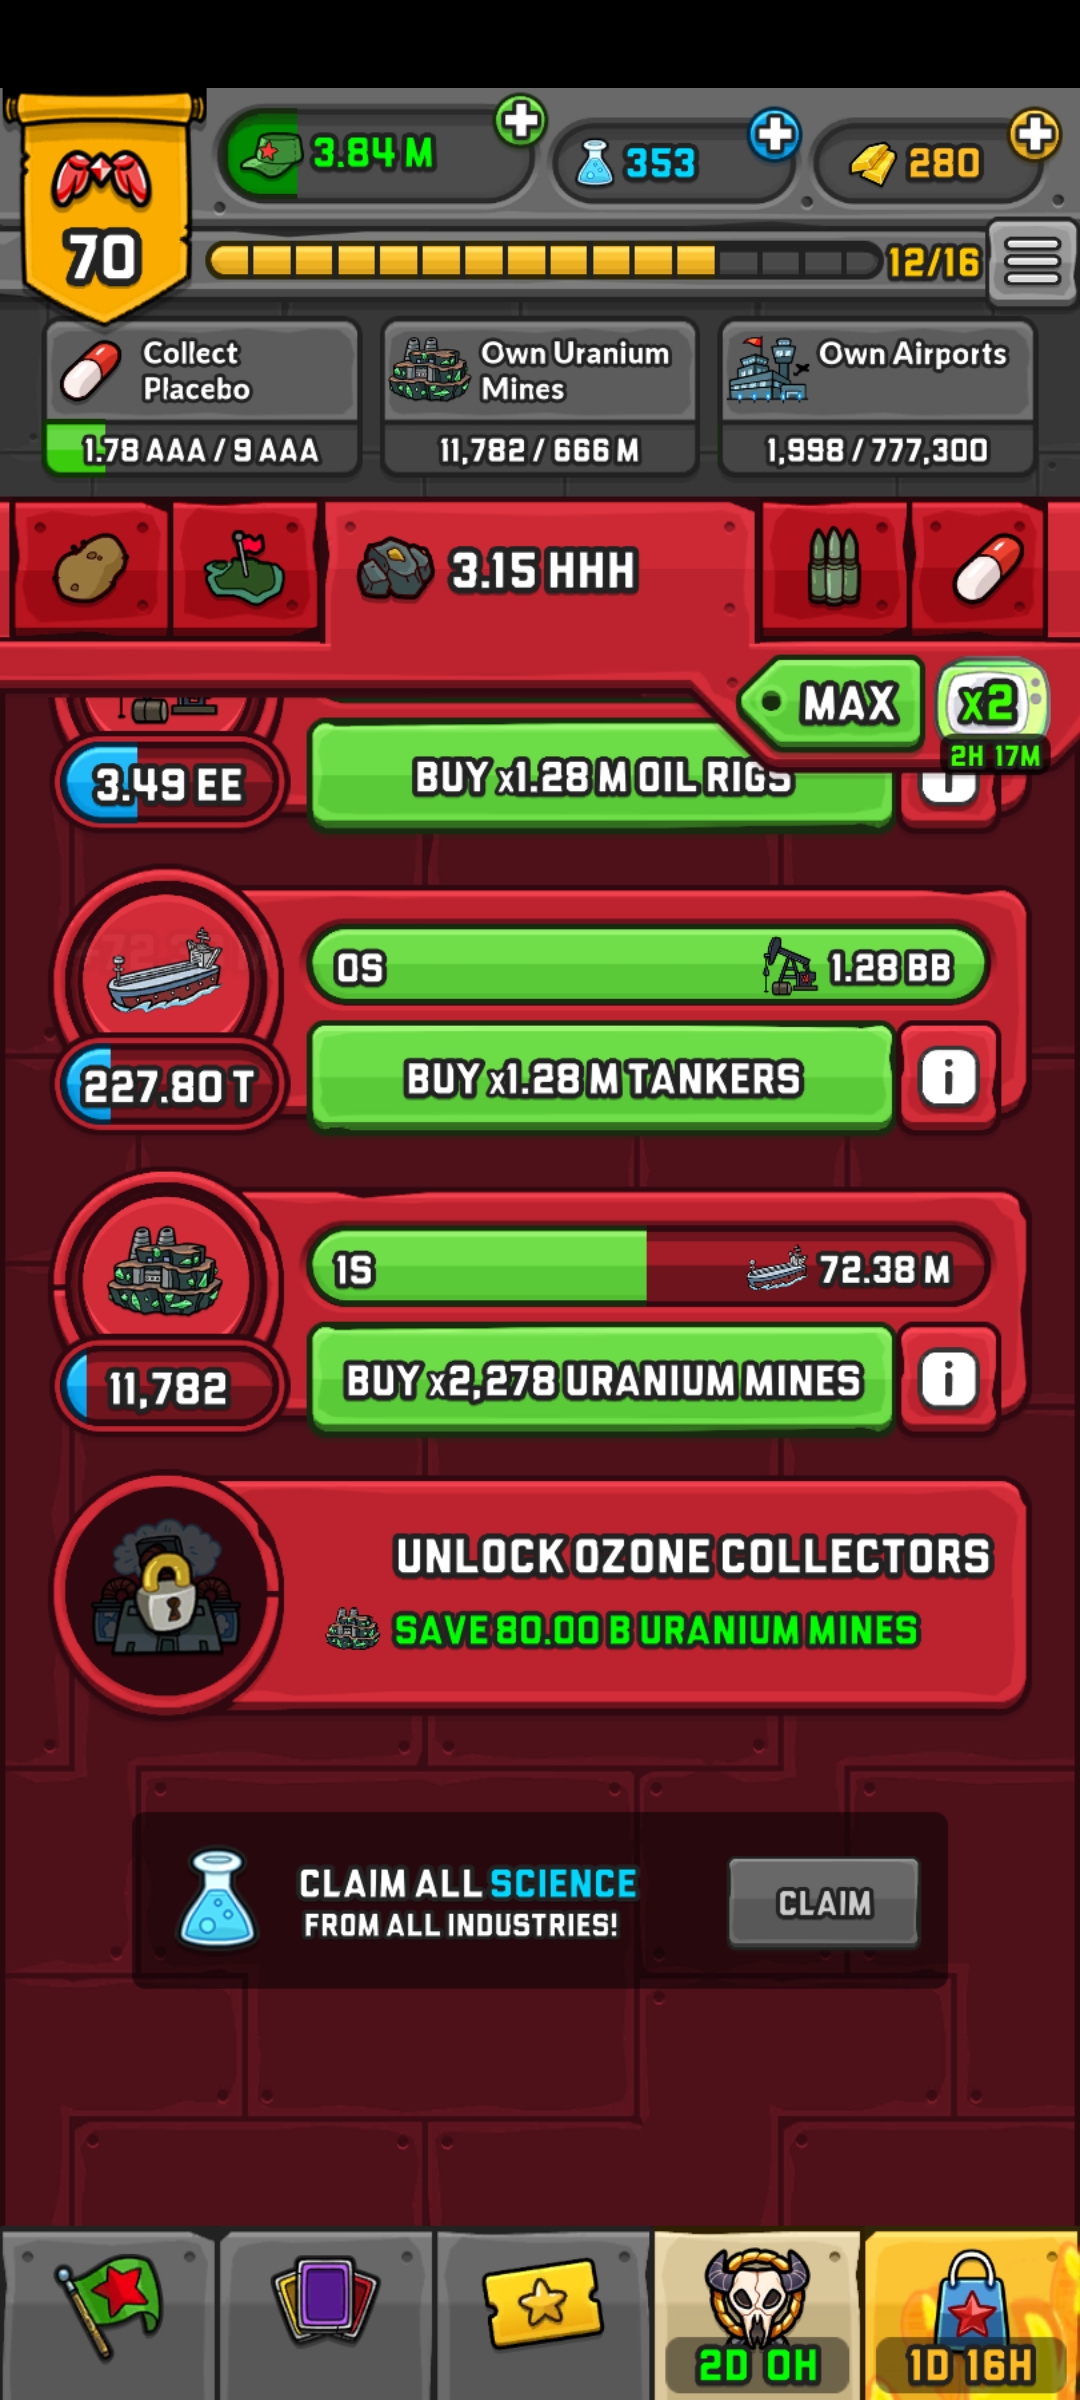 3.84 M
353
280
70
12/16
Collect
Placebo
Own Uranium
Mines
Own Airports
1.78 AAA / 9 AAA
11,782 / 666 M
1,998 / 777,300
3.15 HHH
MAX
x2
2H 17M
3.49 EE
BUY x1.28 M OIL RIGS
0S
1.28 BB
227.80 T
BUY x1.28 M TANKERS
1S
72.38 M
11,782
BUY x2,278 URANIUM MINES
UNLOCK OZONE COLLECTORS
SAVE 80.00 B URANIUM MINES
CLAIM ALL SCIENCE
FROM ALL INDUSTRIES!
CLAIM
2D 0H
1D 16H